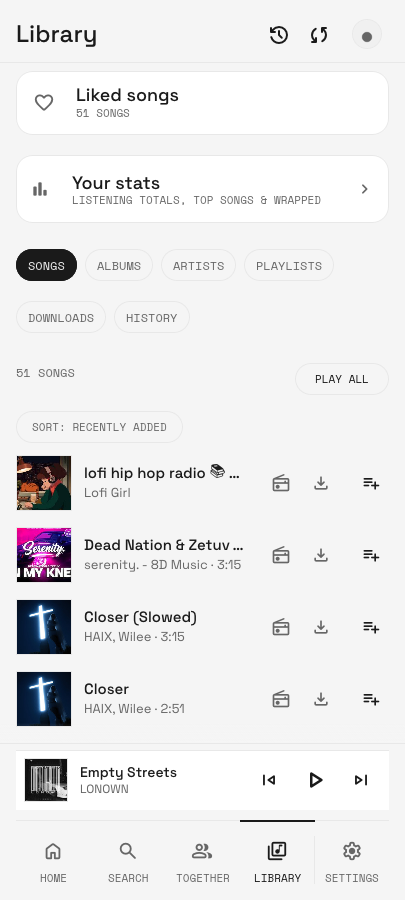 Library
Liked songs
51 SONGS
Your stats
LISTENING TOTALS, TOP SONGS & WRAPPED
SONGS ALBUMS ARTISTS PLAYLISTS
DOWNLOADS HISTORY
51 SONGS PLAY ALL
SORT: RECENTLY ADDED
lofi hip hop radio 📚 ...
Lofi Girl
Serenity.
N MY KNE
Dead Nation & Zetuv ...
serenity. - 8D Music · 3:15
Closer (Slowed)
HAIX, Wilee · 3:15
Closer
HAIX, Wilee · 2:51
Empty Streets
LONOWN
HOME SEARCH TOGETHER LIBRARY SETTINGS